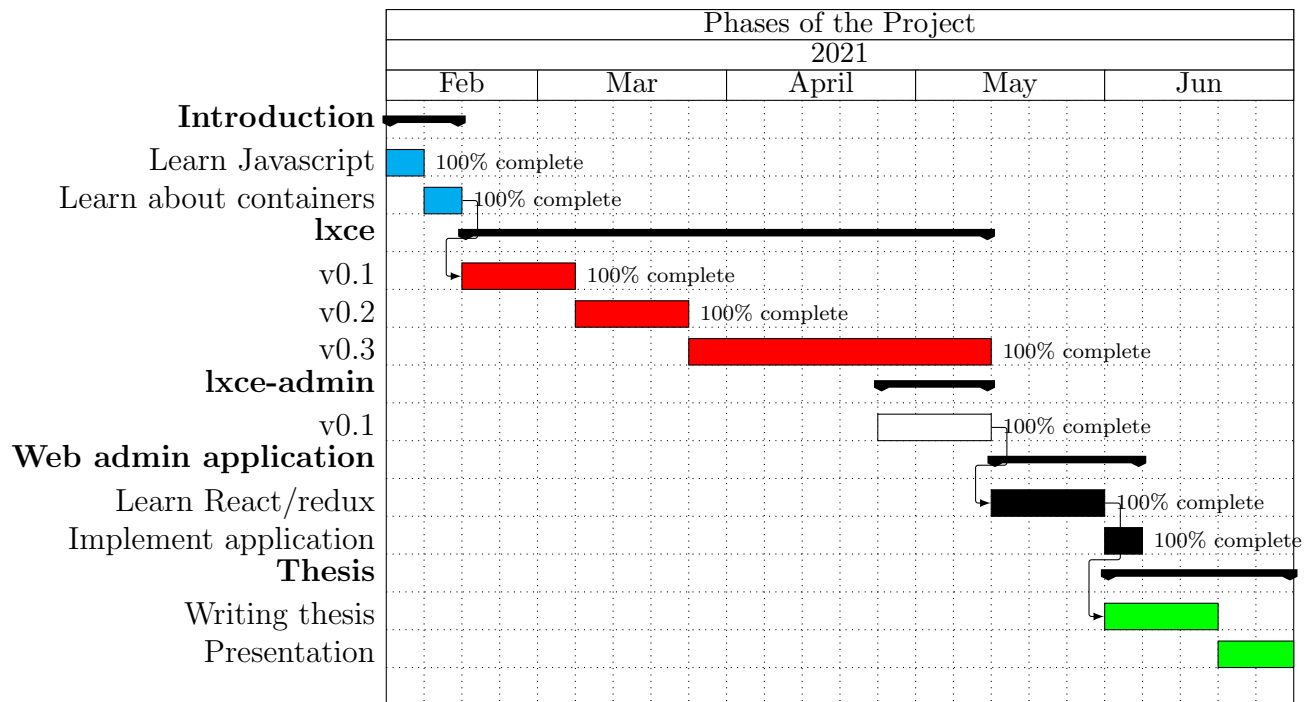 Phases of the Project
2021
Feb Mar April May Jun
Introduction
Learn Javascript 100% complete
Learn about containers 100% complete
lxce
v0.1 100% complete
v0.2 100% complete
v0.3 100% complete
lxce-admin
v0.1 100% complete
Web admin application
Learn React/redux 100% complete
Implement application 100% complete
Thesis
Writing thesis
Presentation